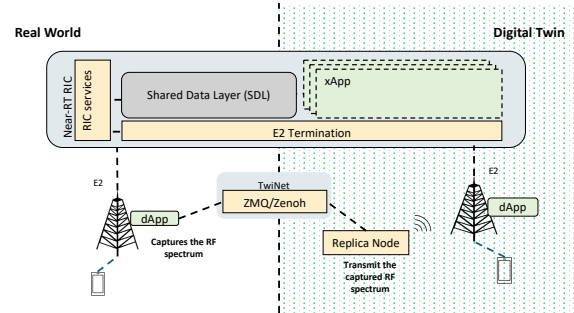 Real World
Digital Twin
Near-RT RIC
RIC services
Shared Data Layer (SDL)
xApp
E2 Termination
E2
E2
TwiNet
dApp
ZMQ/Zenoh
dApp
Captures the RF
spectrum
Replica Node
Transmit the
captured RF
spectrum